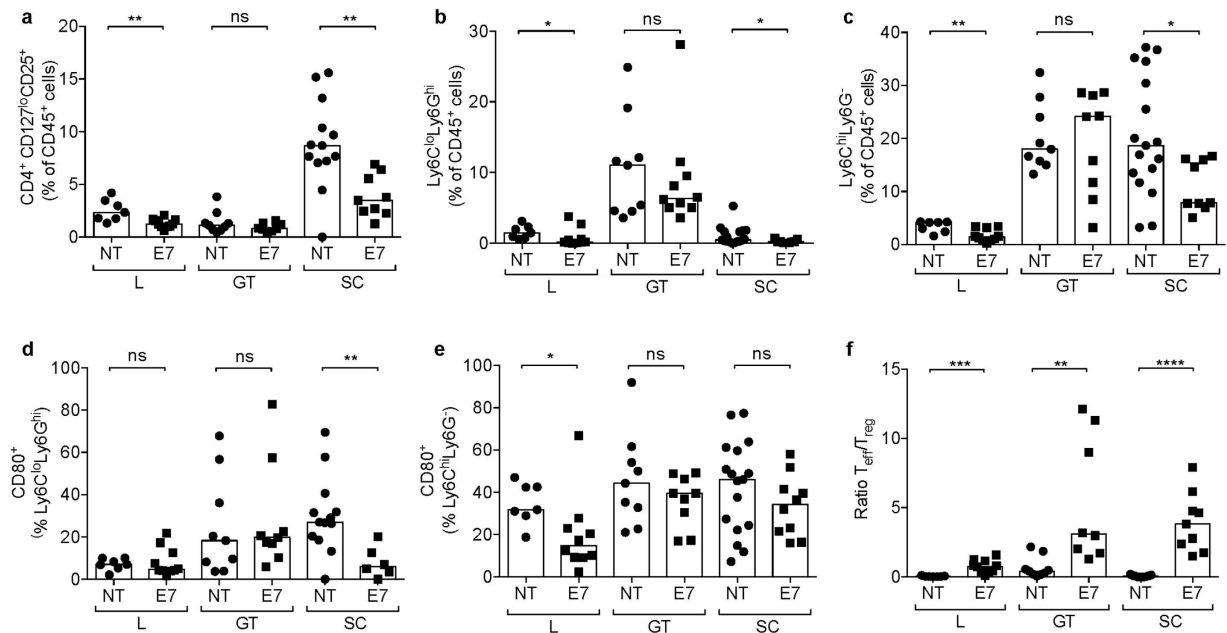 a
CD4⁺ CD127ˡᵒCD25⁺
(% of CD45⁺ cells)
20
15
10
5
0
** ns **
NT E7 NT E7 NT E7
L GT SC
b
Ly6CˡᵒLy6Gʰⁱ
(% of CD45⁺ cells)
30
20
10
0
* ns *
NT E7 NT E7 NT E7
L GT SC
c
Ly6CʰⁱLy6G⁻
(% of CD45⁺ cells)
40
30
20
10
0
** ns *
NT E7 NT E7 NT E7
L GT SC
d
CD80⁺
(% Ly6CˡᵒLy6Gʰⁱ)
100
80
60
40
20
0
ns ns **
NT E7 NT E7 NT E7
L GT SC
e
CD80⁺
(% Ly6CʰⁱLy6G⁻)
100
80
60
40
20
0
* ns ns
NT E7 NT E7 NT E7
L GT SC
f
Ratio T_eff/T_reg
15
10
5
0
*** ** ****
NT E7 NT E7 NT E7
L GT SC